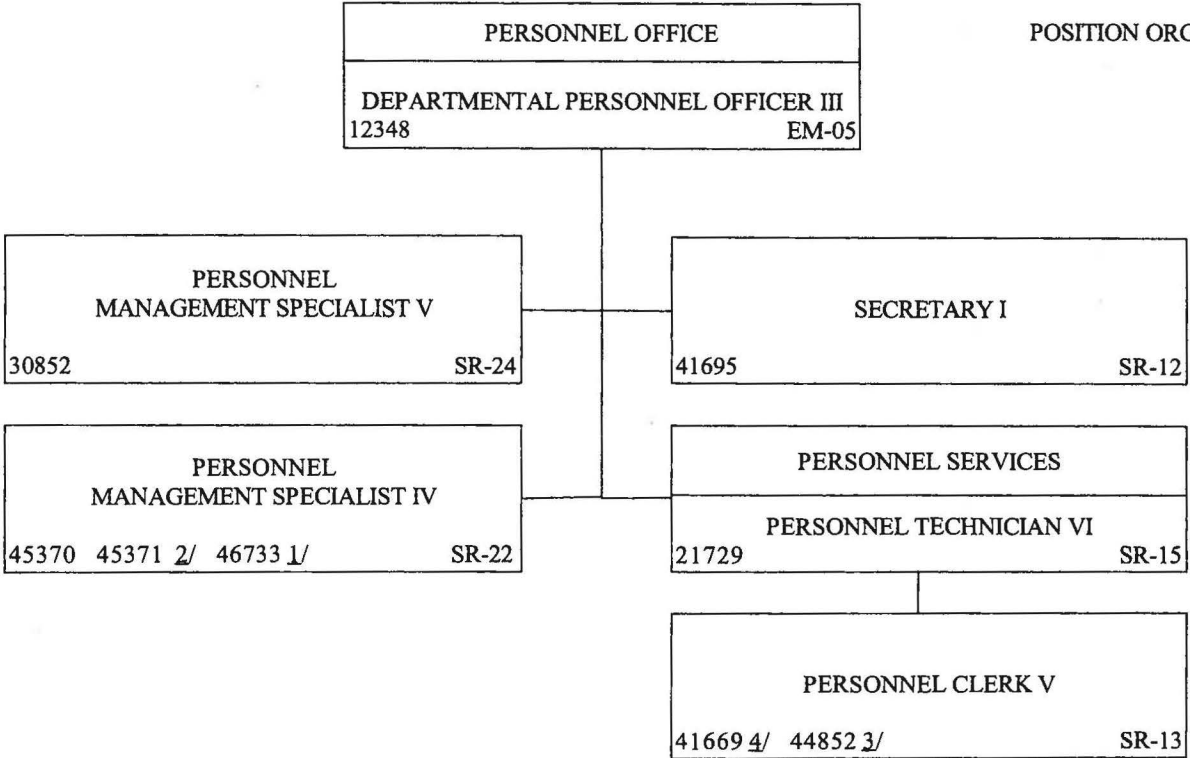 PERSONNEL OFFICE
POSITION ORG
DEPARTMENTAL PERSONNEL OFFICER III
12348 EM-05
PERSONNEL
MANAGEMENT SPECIALIST V
30852 SR-24
SECRETARY I
41695 SR-12
PERSONNEL
MANAGEMENT SPECIALIST IV
45370 45371 2/ 46733 1/ SR-22
PERSONNEL SERVICES
PERSONNEL TECHNICIAN VI
21729 SR-15
PERSONNEL CLERK V
41669 4/ 44852 3/ SR-13